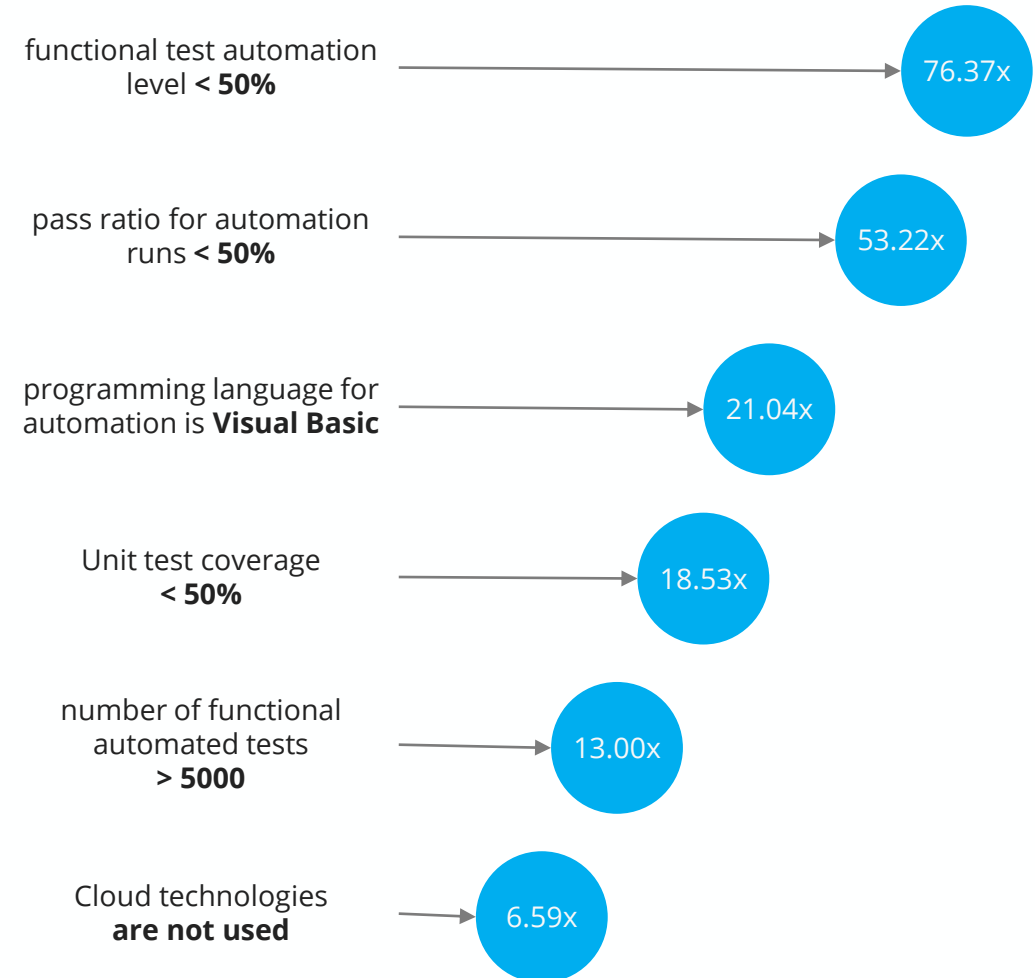 functional test automation
level < 50%
76.37x
pass ratio for automation
runs < 50%
53.22x
programming language for
automation is Visual Basic
21.04x
Unit test coverage
< 50%
18.53x
number of functional
automated tests
> 5000
13.00x
Cloud technologies
are not used
6.59x